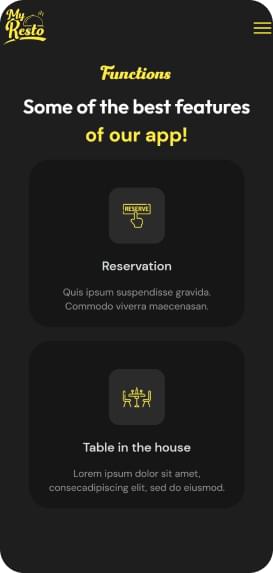 My
Resto
Functions
Some of the best features
of our app!
RESERVE
Reservation
Quis ipsum suspendisse gravida.
Commodo viverra maecenasan.
Table in the house
Lorem ipsum dolor sit amet,
consecadipiscing elit, sed do eiusmod.